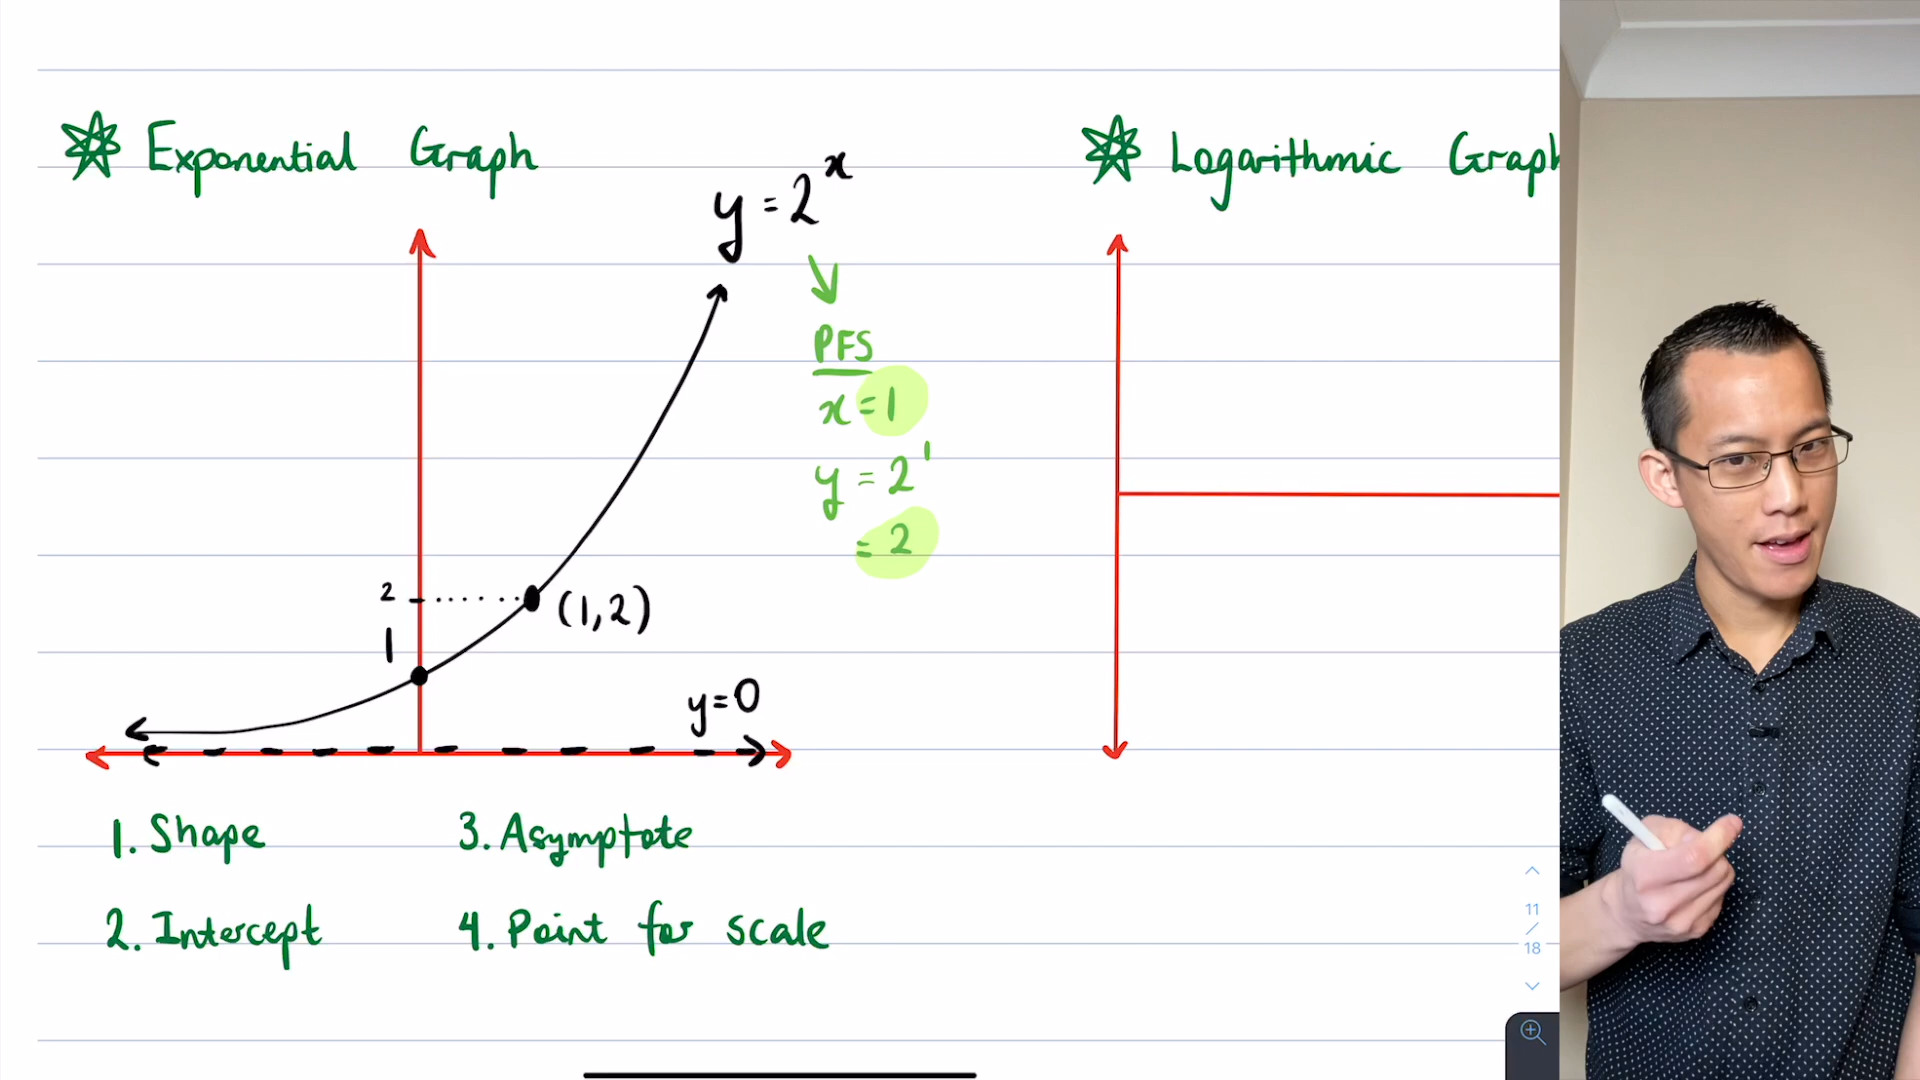 Exponential Graph
y = 2^x
PFS
x = 1
y = 2^1
= 2
2
(1,2)
1
y=0
1. Shape
3. Asymptote
2. Intercept
4. Point for scale
Logarithmic Graph
11
/
18